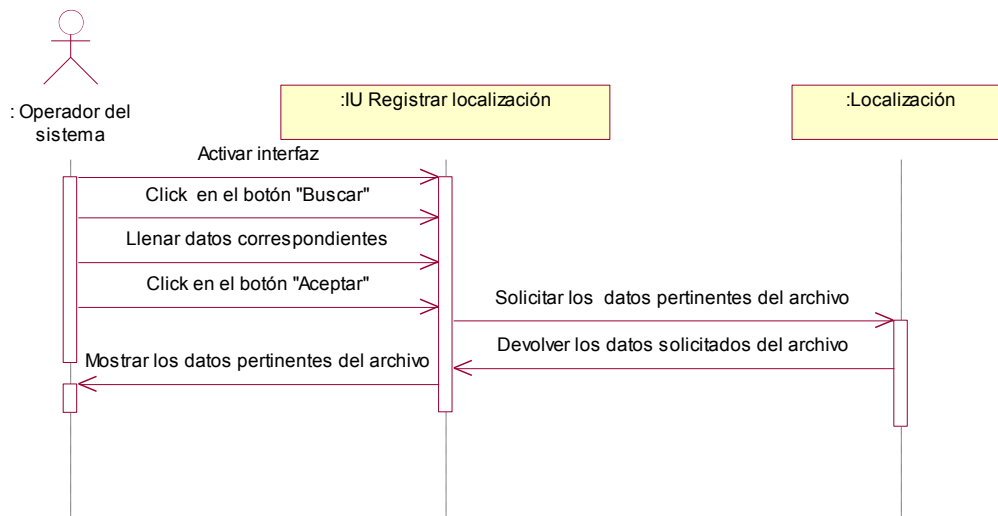 : Operador del
sistema
:IU Registrar localización
:Localización
Activar interfaz
Click en el botón "Buscar"
Llenar datos correspondientes
Click en el botón "Aceptar"
Solicitar los datos pertinentes del archivo
Devolver los datos solicitados del archivo
Mostrar los datos pertinentes del archivo